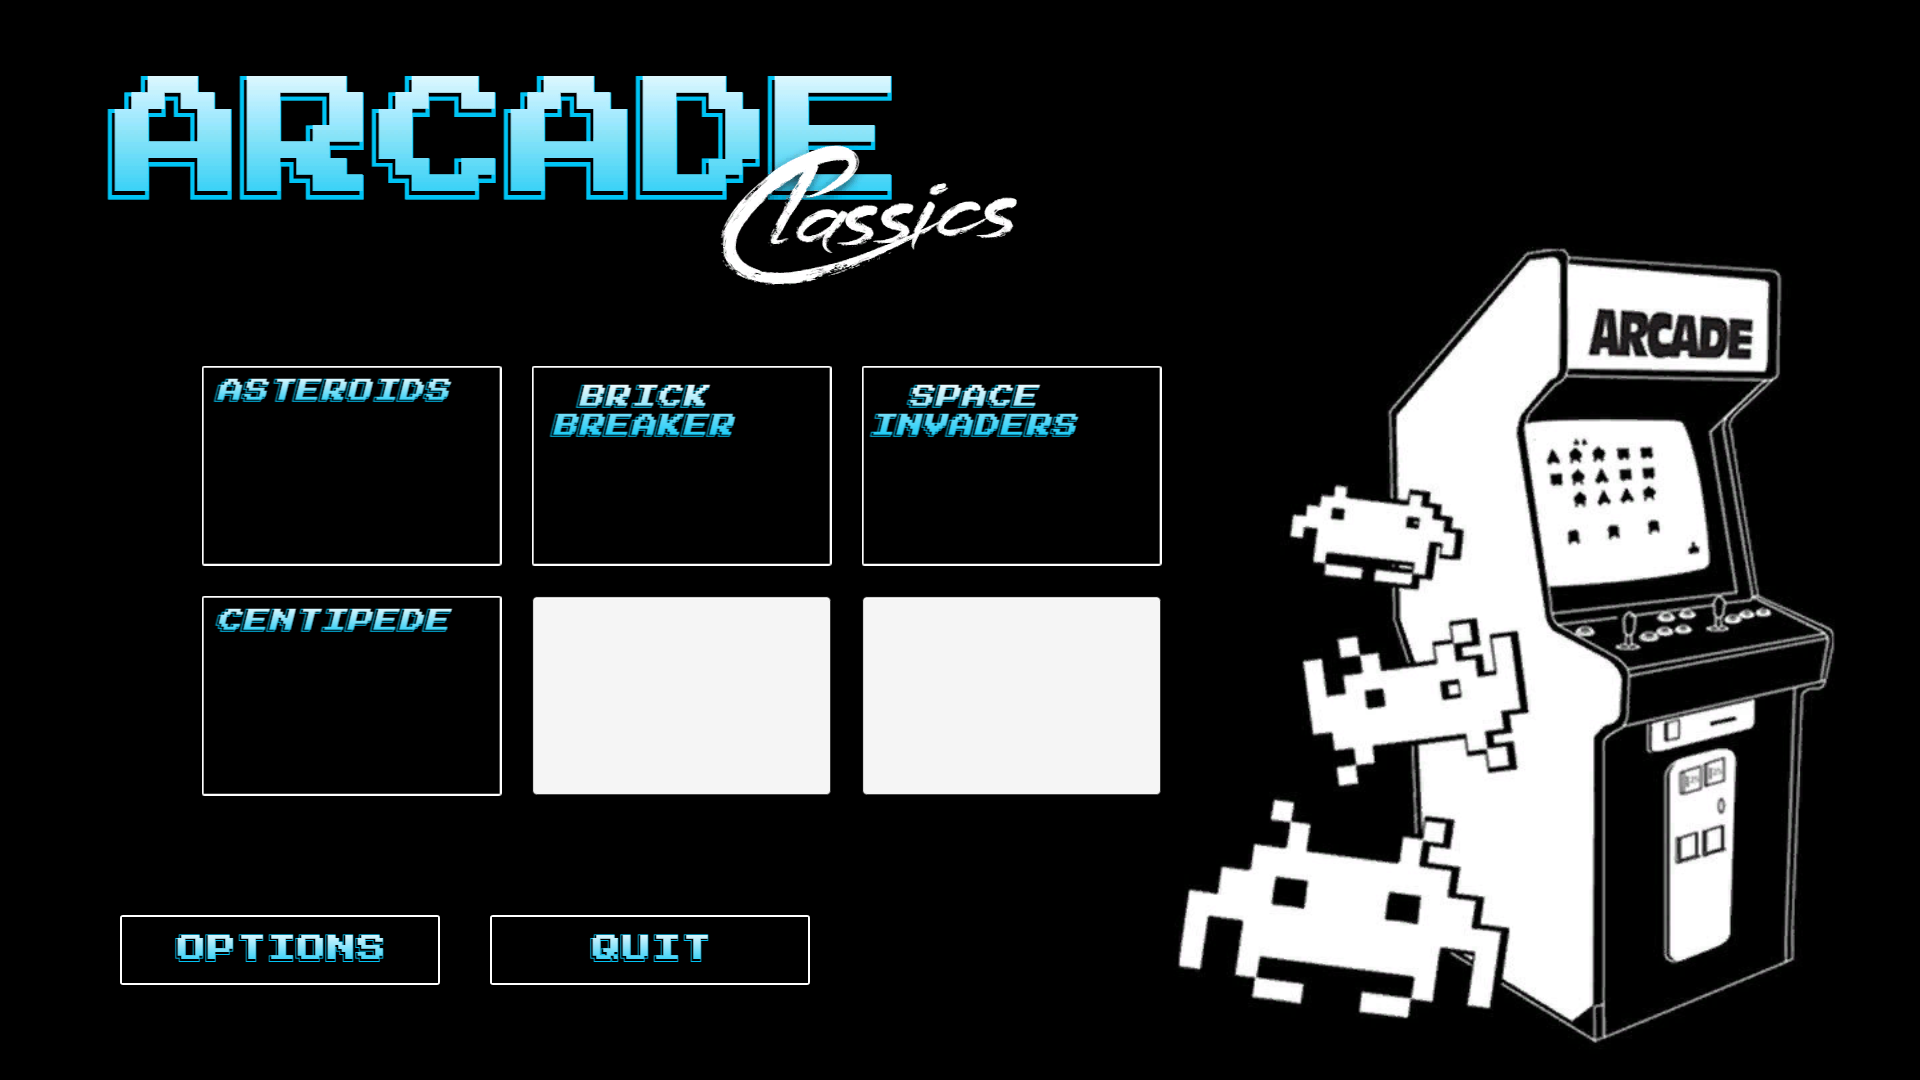 ARCADE
Classics
ARCADE
ASTEROIDS
BRICK
BREAKER
SPACE
INVADERS
CENTIPEDE
OPTIONS
QUIT